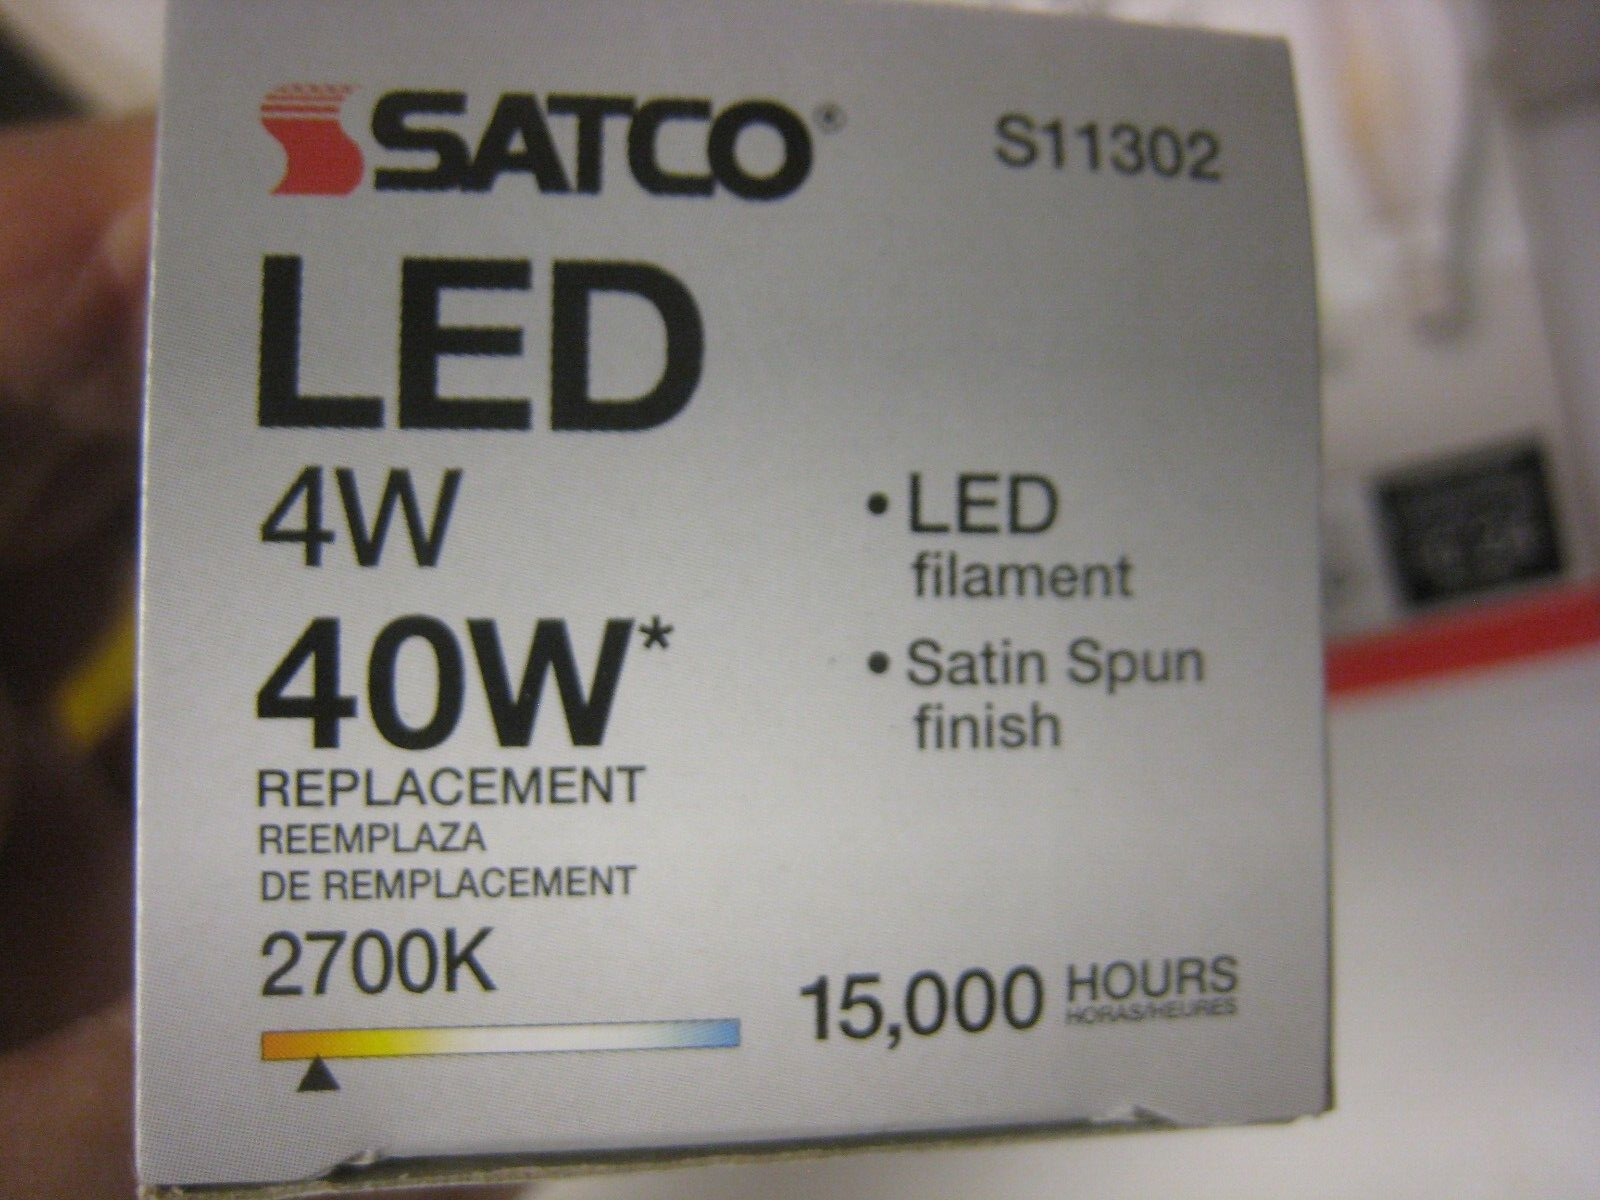 SATCO® S11302
LED
4W
40W*
REPLACEMENT
REEMPLAZA
DE REMPLACEMENT
2700K
• LED
filament
• Satin Spun
finish
15,000 HOURS
HORAS/HEURES